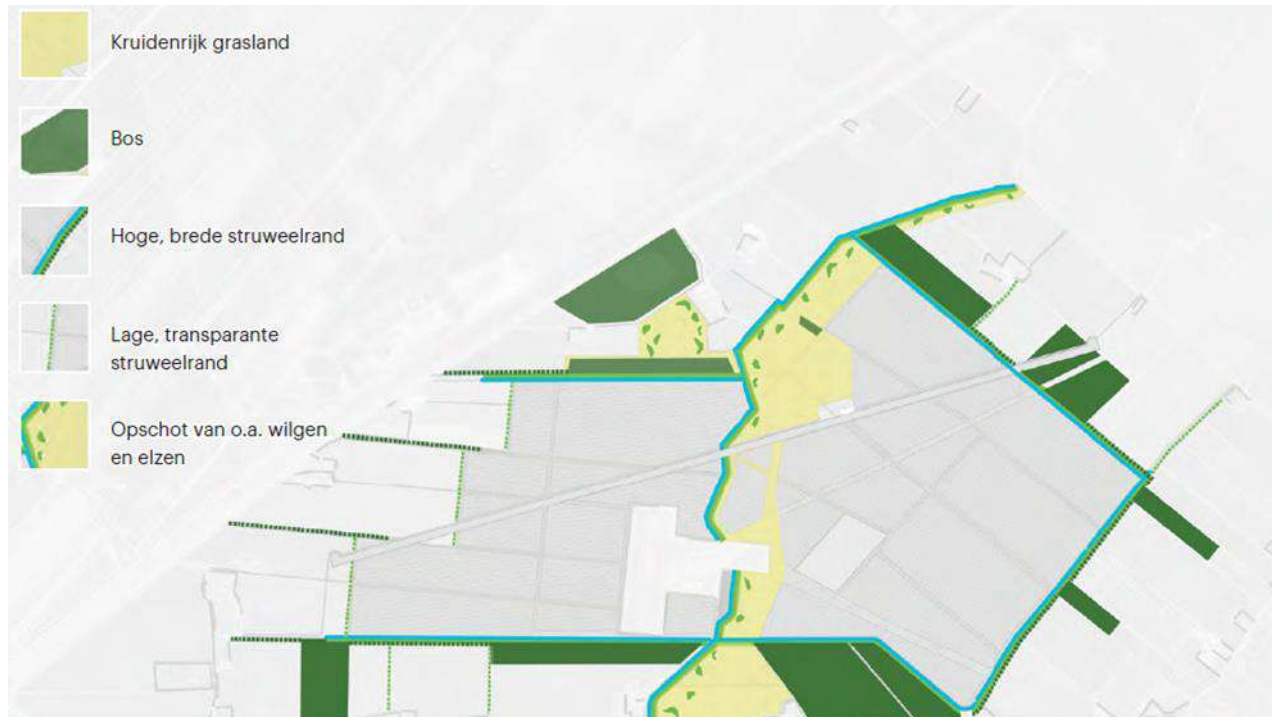 Kruidenrijk grasland
Bos
Hoge, brede struweelrand
Lage, transparante
struweelrand
Opschot van o.a. wilgen
en elzen